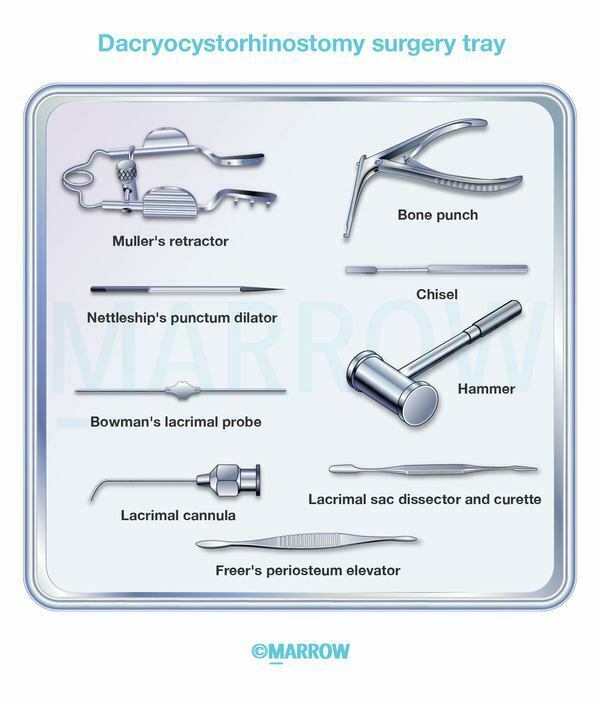 Dacryocystorhinostomy surgery tray
Muller's retractor
Bone punch
Nettleship's punctum dilator
Chisel
MARROW
Bowman's lacrimal probe
Hammer
Lacrimal cannula
Lacrimal sac dissector and curette
Freer's periosteum elevator
©MARROW